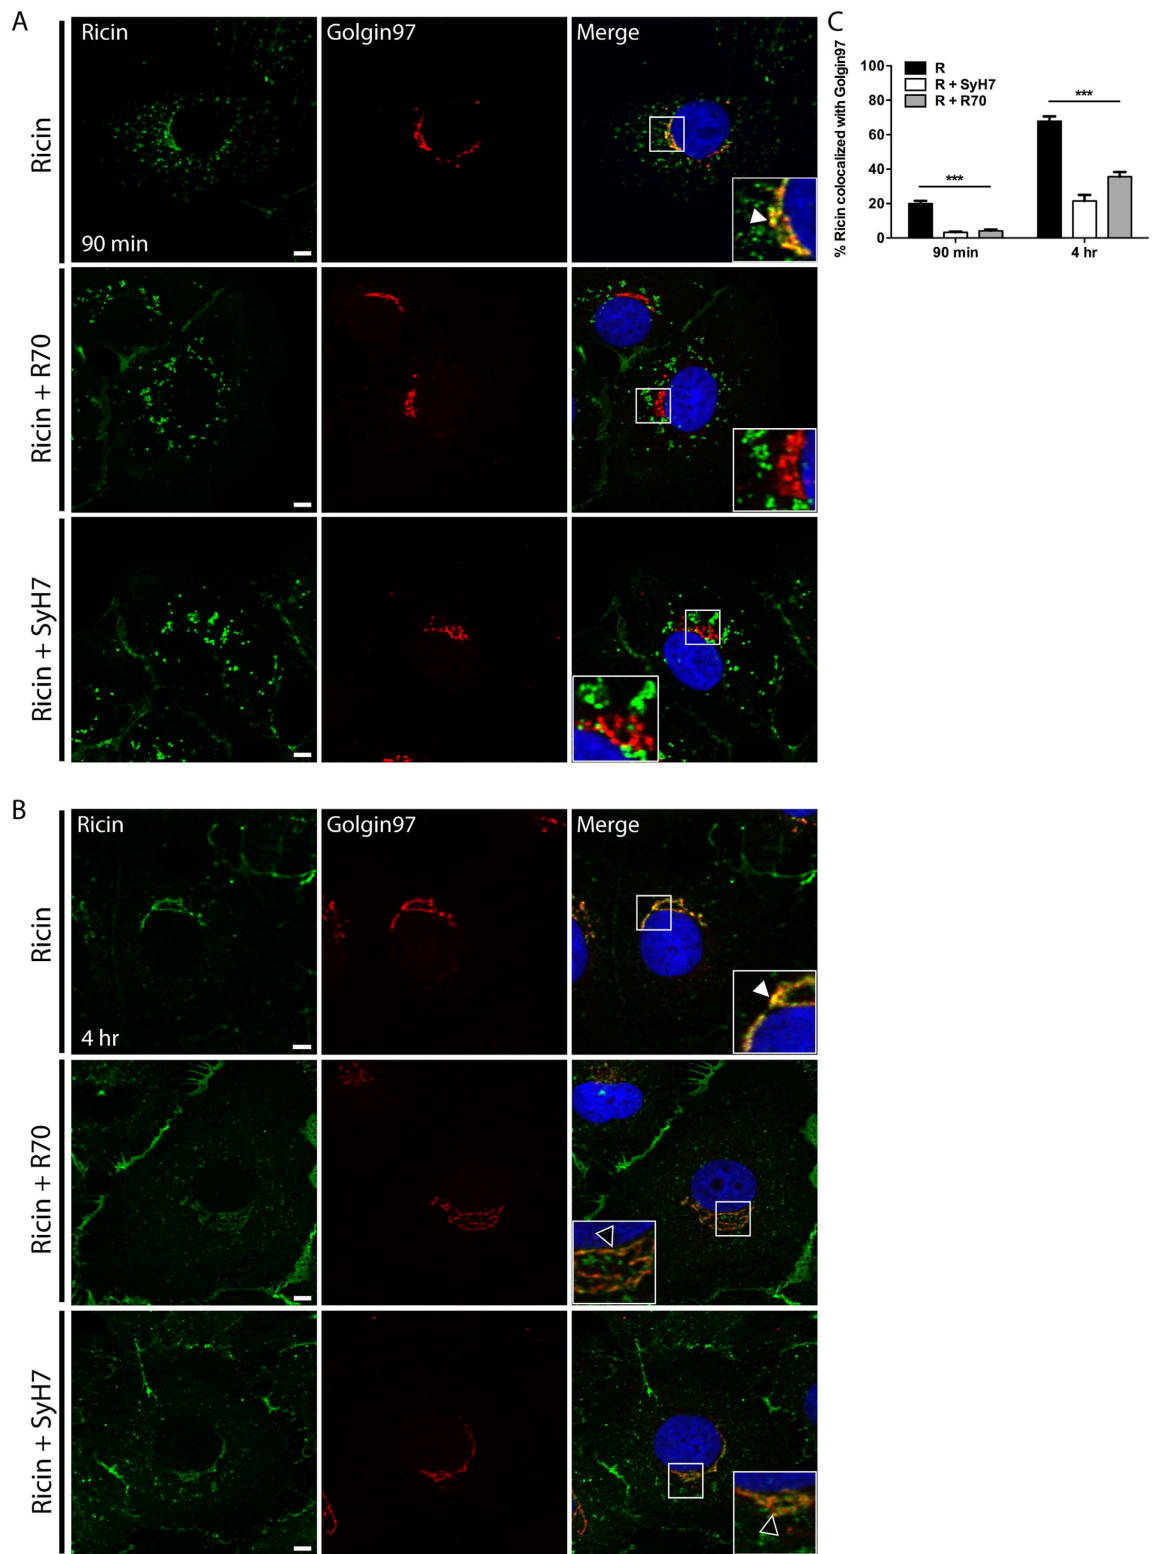 A
Ricin
Golgin97
Merge
Ricin
90 min
Ricin + R70
Ricin + SyH7
C
% Ricin colocalized with Golgin97
100
80
60
40
20
0
R
R + SyH7
R + R70
***
***
90 min
4 hr
B
Ricin
Golgin97
Merge
Ricin
4 hr
Ricin + R70
Ricin + SyH7